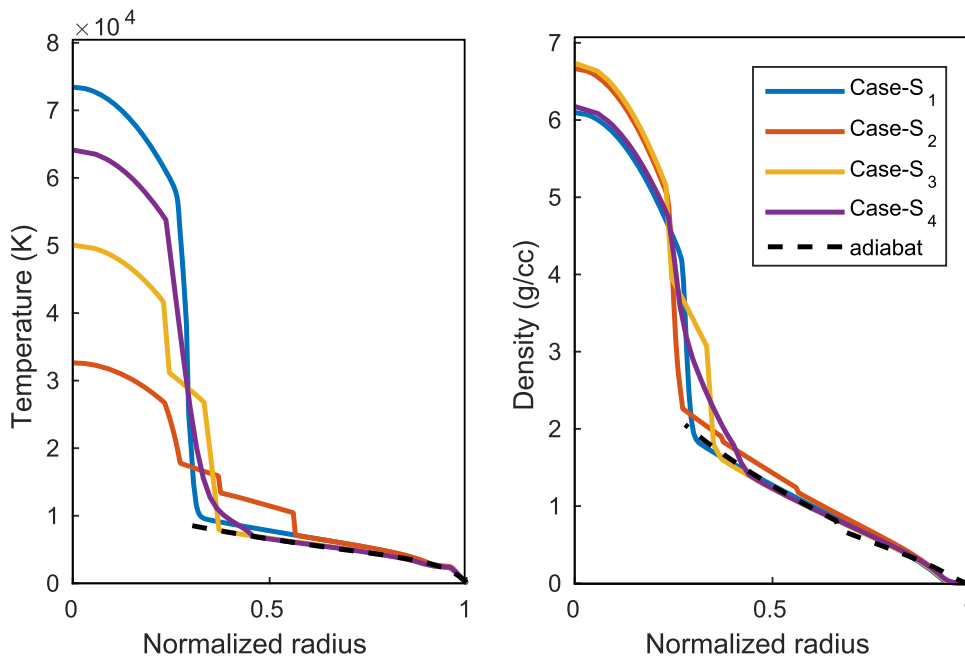 × 10⁴
8
7
6
5
4
3
2
1
0
Temperature (K)
0
0.5
1
Normalized radius
7
6
5
4
3
2
1
0
Density (g/cc)
0
0.5
1
Normalized radius
Case-S₁
Case-S₂
Case-S₃
Case-S₄
adiabat